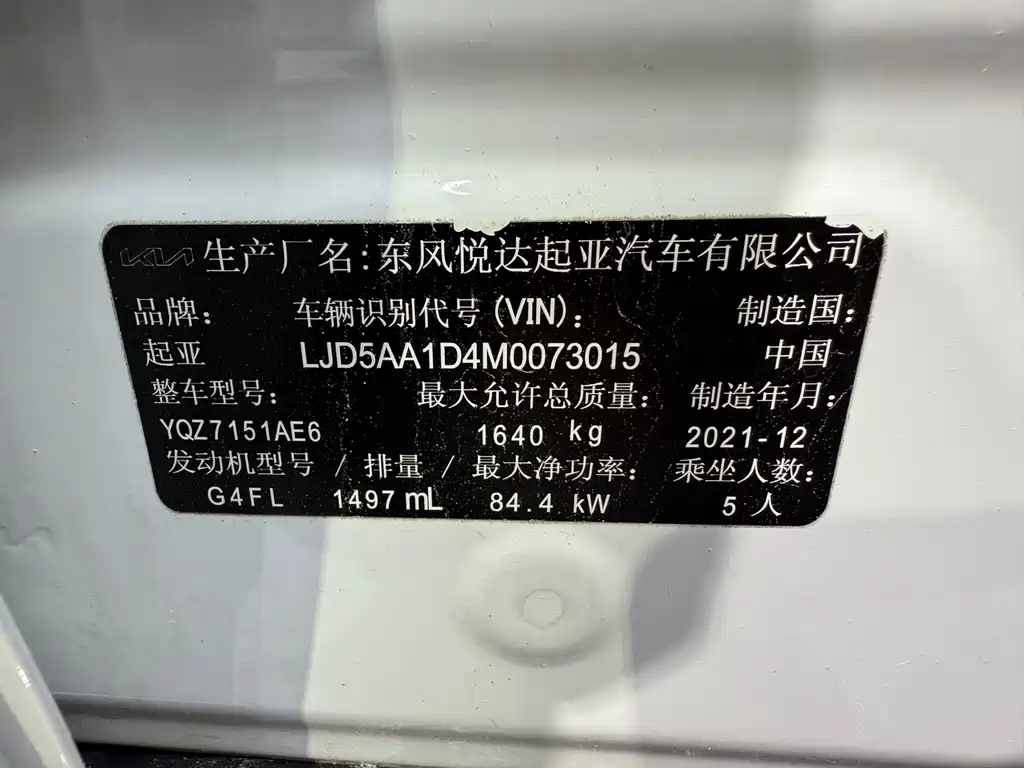 KIA 生产厂名:东风悦达起亚汽车有限公司
品牌: 车辆识别代号(VIN): 制造国:
起亚 LJD5AA1D4M0073015 中国
整车型号: 最大允许总质量: 制造年月:
YQZ7151AE6 1640 kg 2021-12
发动机型号 / 排量 / 最大净功率: 乘坐人数:
G4FL 1497 mL 84.4 kW 5 人